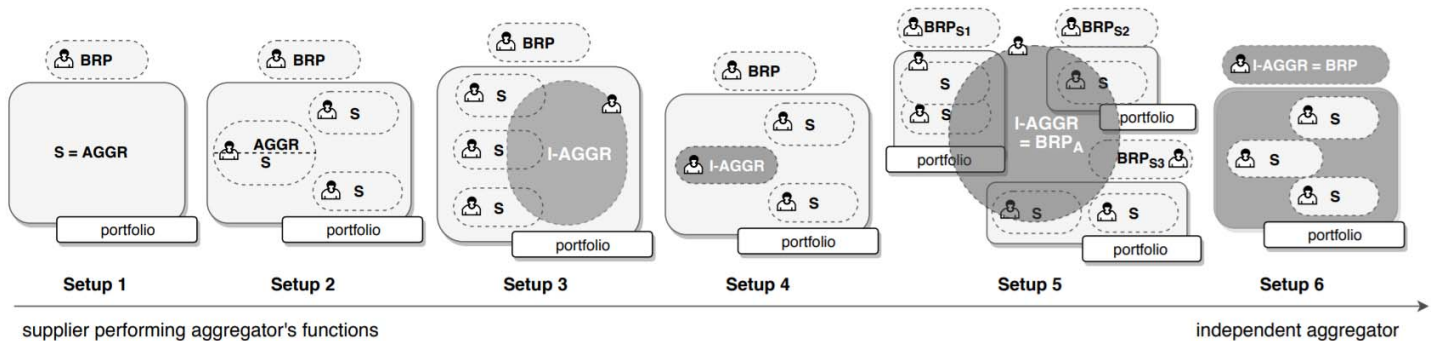 BRP
S = AGGR
portfolio
Setup 1
BRP
S
AGGR
S
S
portfolio
Setup 2
BRP
S
S
I-AGGR
S
portfolio
Setup 3
BRP
S
I-AGGR
S
portfolio
Setup 4
BRPS1
BRPS2
S
S
S
I-AGGR
= BRPA
portfolio
portfolio
BRPS3
S
S
portfolio
Setup 5
I-AGGR = BRP
S
S
S
portfolio
Setup 6
supplier performing aggregator's functions
independent aggregator